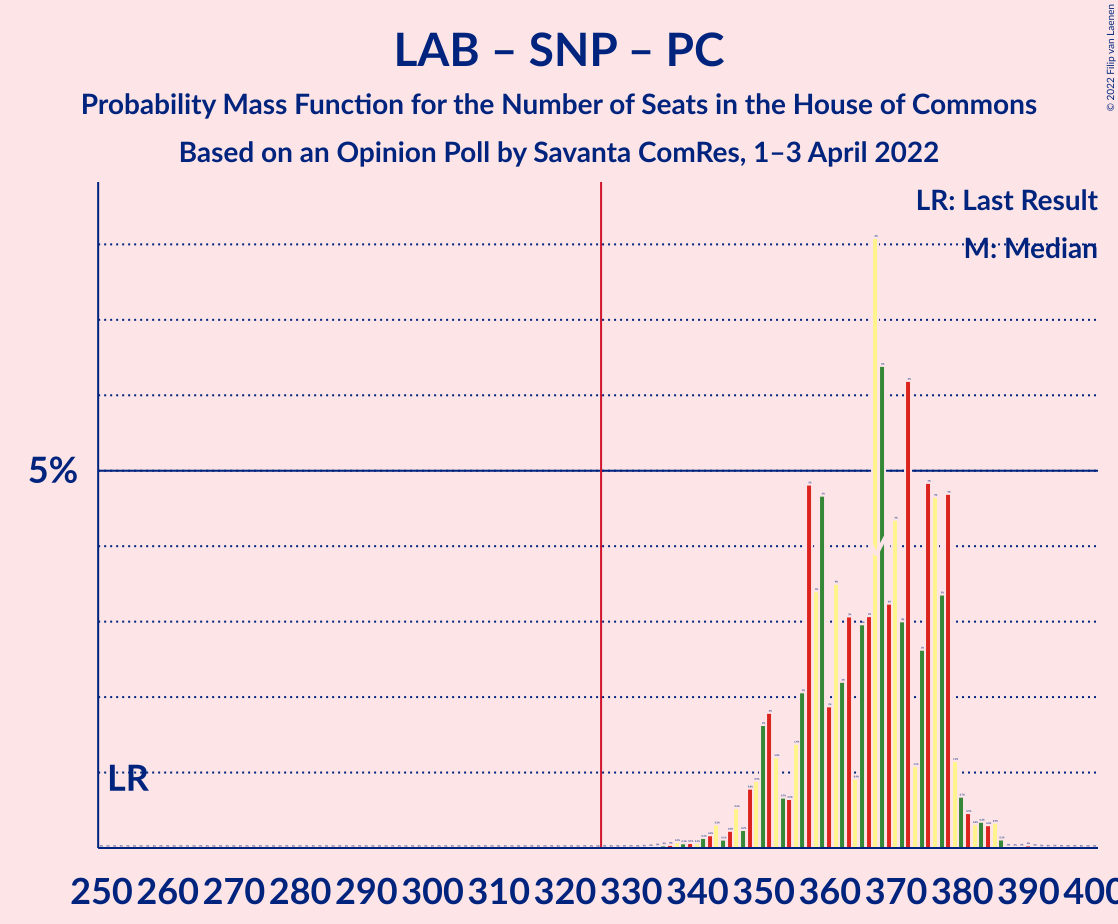 LAB – SNP – PC
Probability Mass Function for the Number of Seats in the House of Commons
Based on an Opinion Poll by Savanta ComRes, 1–3 April 2022
© 2022 Filip van Laenen
LR: Last Result
M: Median
5%
LR
250 260 270 280 290 300 310 320 330 340 350 360 370 380 390 400